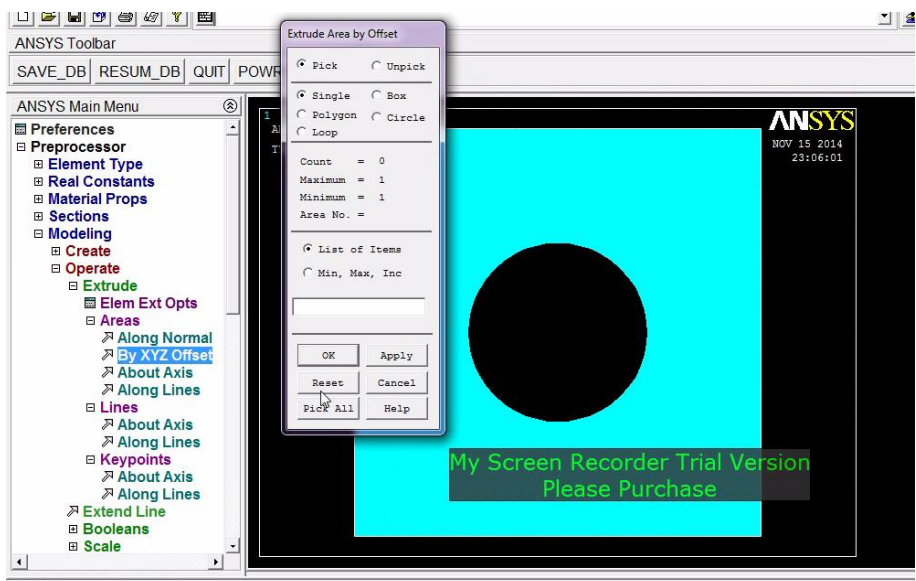 ANSYS Toolbar
SAVE_DB RESUM_DB QUIT POWR
ANSYS Main Menu
Preferences
Preprocessor
Element Type
Real Constants
Material Props
Sections
Modeling
Create
Operate
Extrude
Elem Ext Opts
Areas
Along Normal
By XYZ Offset
About Axis
Along Lines
Lines
About Axis
Along Lines
Keypoints
About Axis
Along Lines
Extend Line
Booleans
Scale
Extrude Area by Offset
Pick Unpick
Single Box
Polygon Circle
Loop
Count = 0
Maximum = 1
Minimum = 1
Area No. =
List of Items
Min, Max, Inc
OK Apply
Reset Cancel
Pick All Help
1
ANSYS
NOV 15 2014
23:06:01
My Screen Recorder Trial Version
Please Purchase